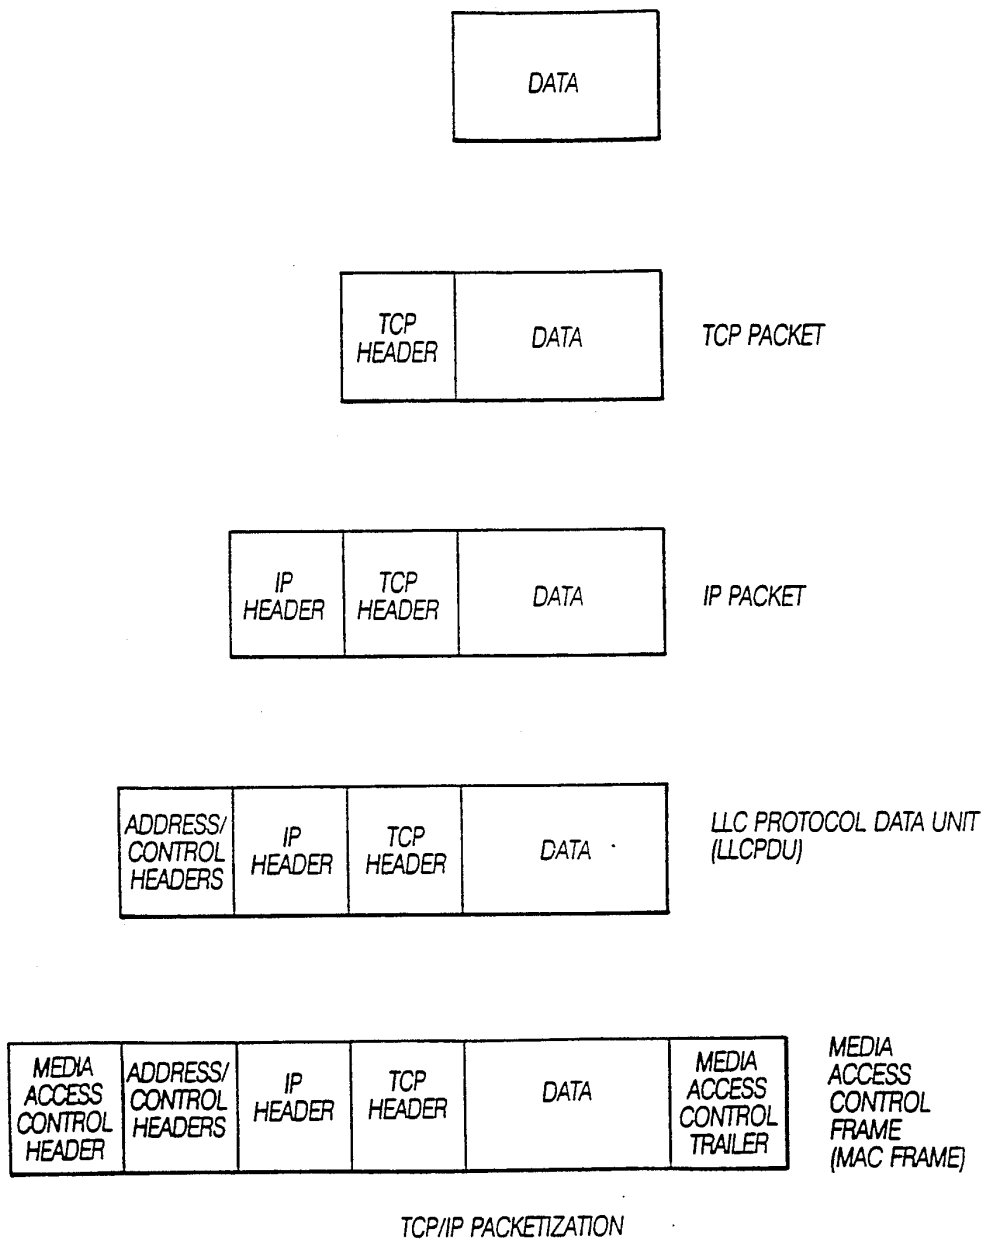 DATA
TCP
HEADER
DATA
TCP PACKET
IP
HEADER
TCP
HEADER
DATA
IP PACKET
ADDRESS/
CONTROL
HEADERS
IP
HEADER
TCP
HEADER
DATA
LLC PROTOCOL DATA UNIT
(LLCPDU)
MEDIA
ACCESS
CONTROL
HEADER
ADDRESS/
CONTROL
HEADERS
IP
HEADER
TCP
HEADER
DATA
MEDIA
ACCESS
CONTROL
TRAILER
MEDIA
ACCESS
CONTROL
FRAME
(MAC FRAME)
TCP/IP PACKETIZATION